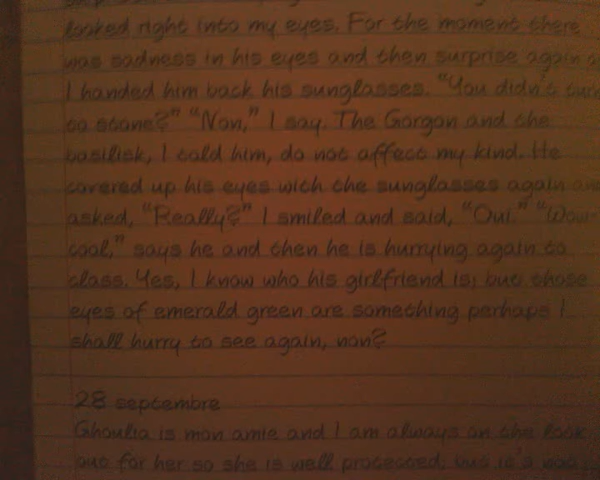 looked right into my eyes. For the moment there
was sadness in his eyes and then surprise again a
I handed him back his sunglasses. "You didn't turn
to stone?" "Non," I say. The Gorgon and the
basilisk, I told him, do not affect my kind. He
covered up his eyes with the sunglasses again an
asked, "Really?" I smiled and said, "Oui." "Wow
cool," says he and then he is hurrying again to
class. Yes, I know who his girlfriend is; but those
eyes of emerald green are something perhaps I
shall hurry to see again, non?
28 septembre
Ghoulia is mon amie and I am always on the look
out for her so she is well protected, but it's